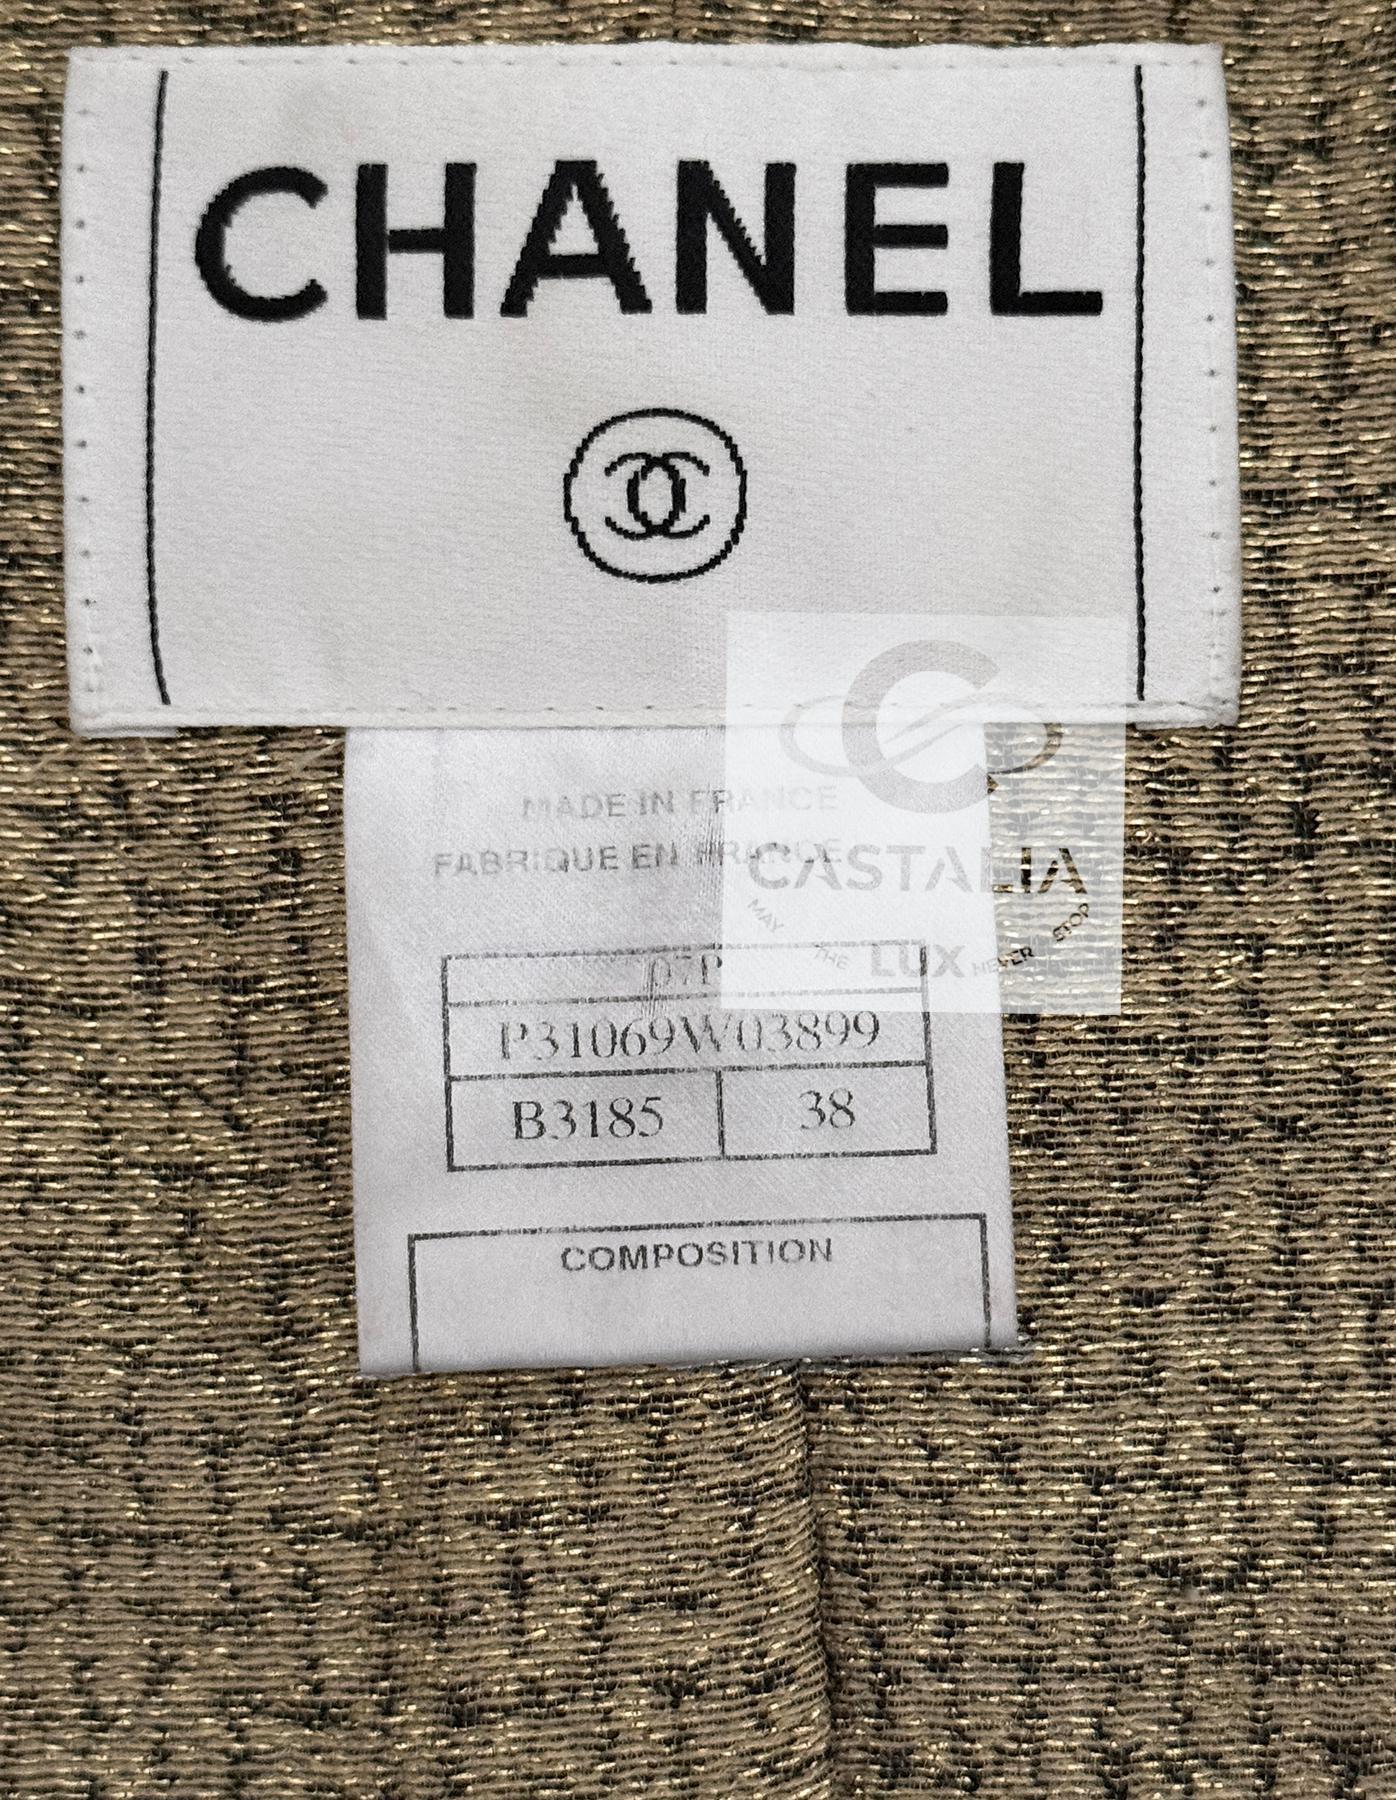 CHANEL
MADE IN FRANCE
FABRIQUE EN FRANCE
CASTALIA
MAY THE LUX NEVER STOP
07P
P31069W03899
B3185 38
COMPOSITION